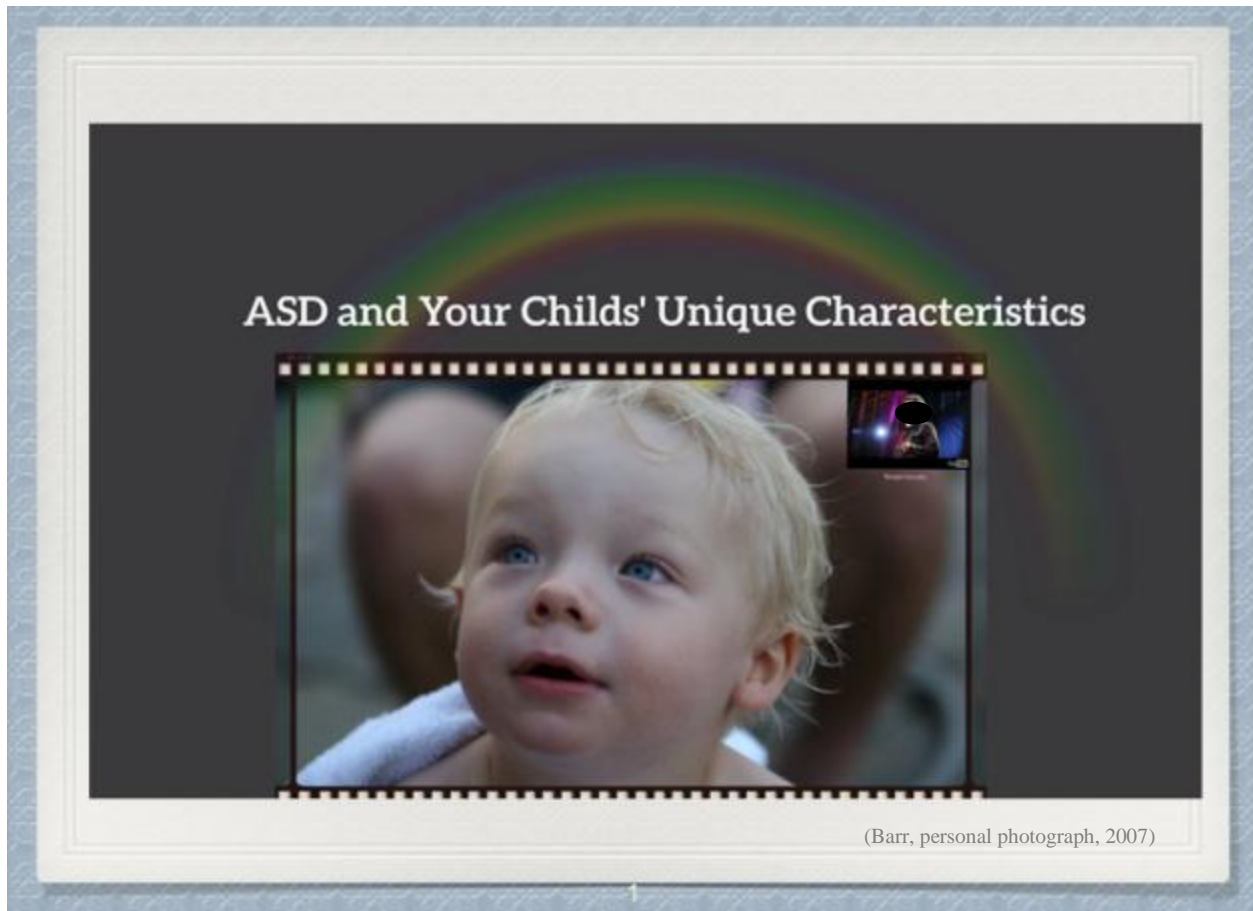 ASD and Your Childs' Unique Characteristics
(Barr, personal photograph, 2007)
1